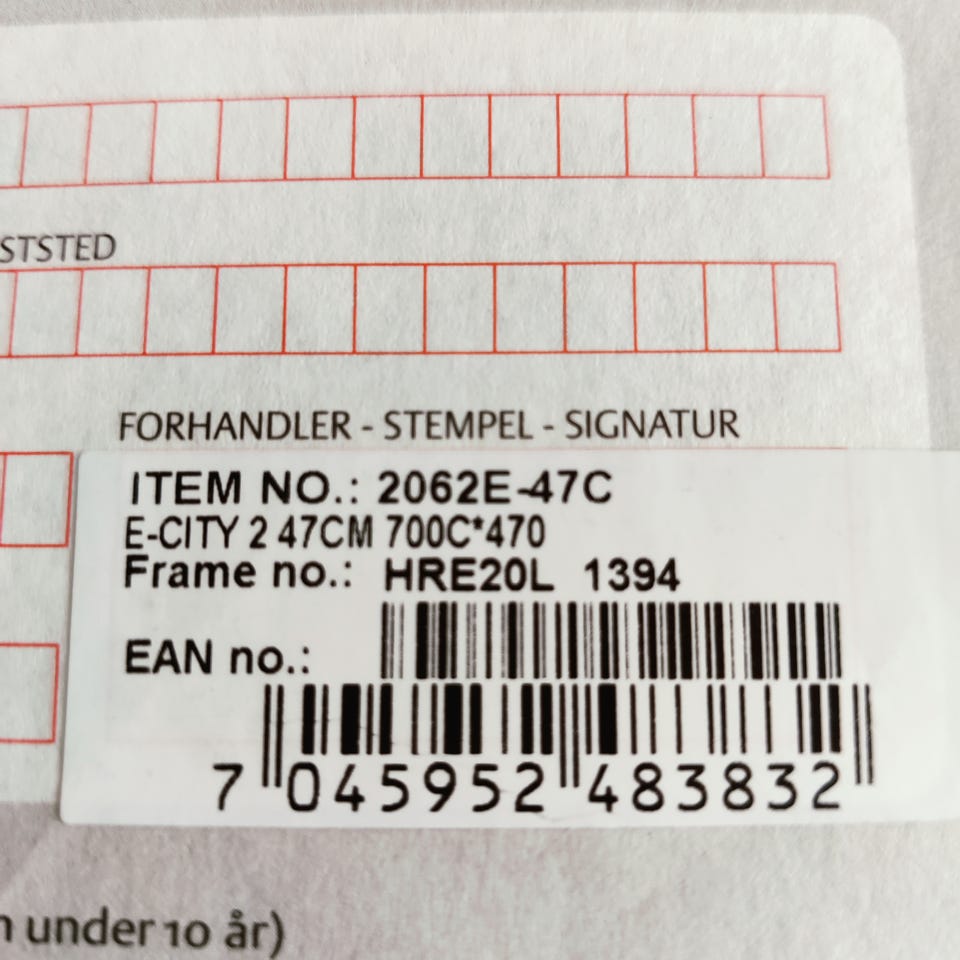 STSTED
FORHANDLER - STEMPEL - SIGNATUR
ITEM NO.: 2062E-47C
E-CITY 2 47CM 700C*470
Frame no.: HRE20L 1394
EAN no.:
7 045952 483832
under 10 år)